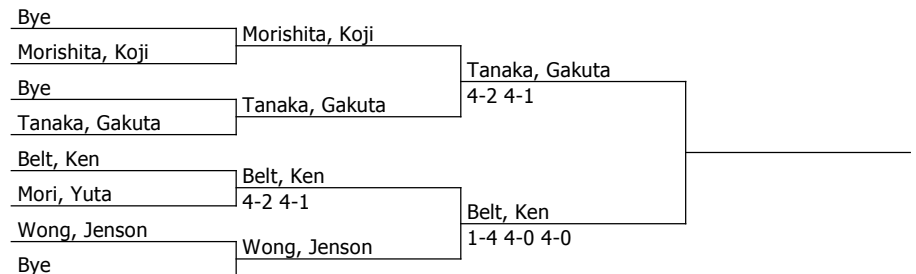 Bye
Morishita, Koji
Morishita, Koji
Tanaka, Gakuta
4-2 4-1
Bye
Tanaka, Gakuta
Tanaka, Gakuta
Belt, Ken
Belt, Ken
4-2 4-1
Mori, Yuta
Belt, Ken
1-4 4-0 4-0
Wong, Jenson
Wong, Jenson
Bye